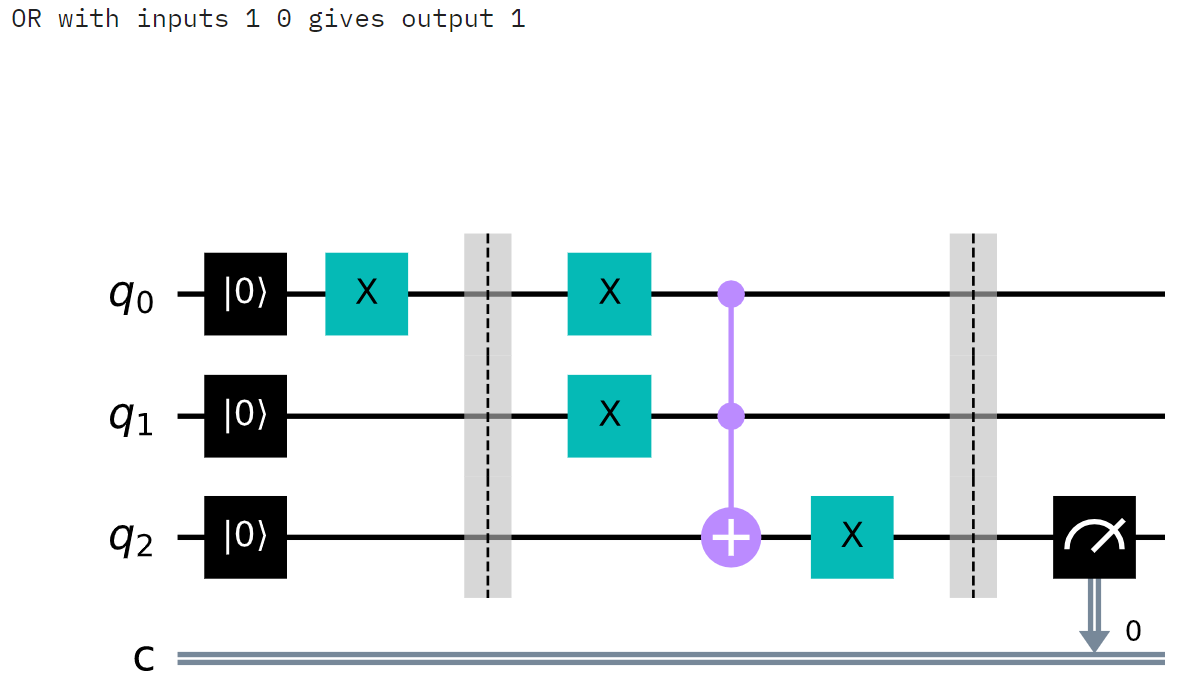 OR with inputs 1 0 gives output 1
q0 |0⟩ X X
q1 |0⟩ X
q2 |0⟩ X
0
c